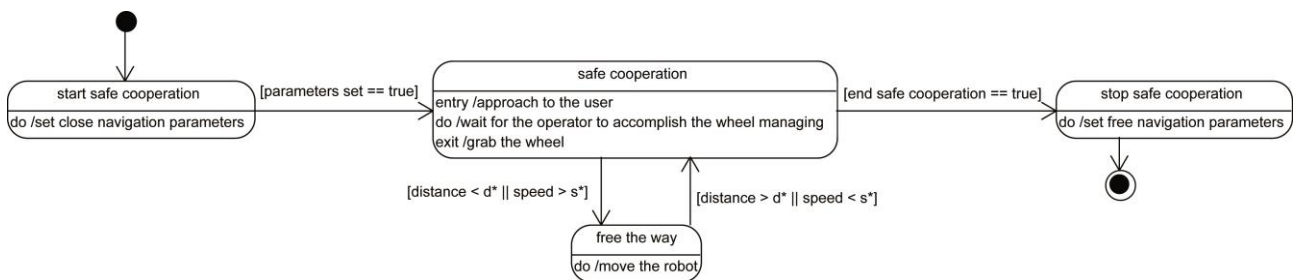 start safe cooperation
do /set close navigation parameters
[parameters set == true]
safe cooperation
entry /approach to the user
do /wait for the operator to accomplish the wheel managing
exit /grab the wheel
[end safe cooperation == true]
stop safe cooperation
do /set free navigation parameters
[distance < d* || speed > s*]
[distance > d* || speed < s*]
free the way
do /move the robot